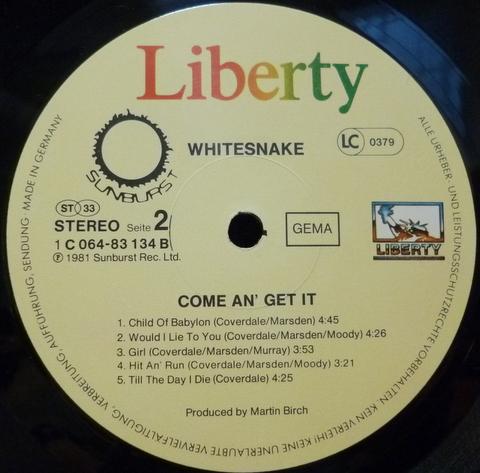 Liberty
SUNBURST
WHITESNAKE
LC 0379
ST 33
STEREO Seite 2
1 C 064-83 134 B
℗ 1981 Sunburst Rec. Ltd.
GEMA
LIBERTY
COME AN' GET IT
1. Child Of Babylon (Coverdale/Marsden) 4:45
2. Would I Lie To You (Coverdale/Marsden/Moody) 4:26
3. Girl (Coverdale/Marsden/Murray) 3:53
4. Hit An' Run (Coverdale/Marsden/Moody) 3:21
5. Till The Day I Die (Coverdale) 4:25
Produced by Martin Birch
ALLE URHEBER- UND LEISTUNGSSCHUTZRECHTE VORBEHALTEN. KEIN VERLEIH! KEINE UNERLAUBTE VERVIELFÄLTIGUNG, VERBREITUNG, AUFFÜHRUNG, SENDUNG · MADE IN GERMANY